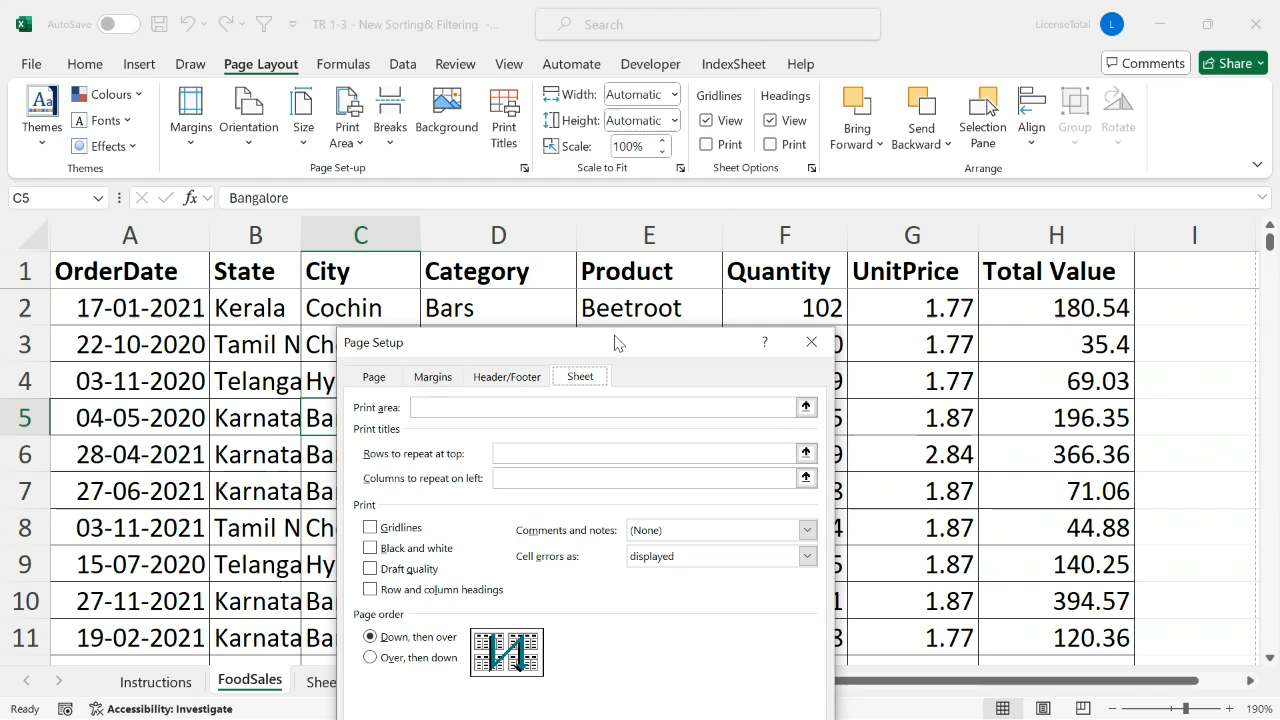 AutoSave TR 1-3 - New Sorting& Filtering -... Search LicenseTotal L
File Home Insert Draw Page Layout Formulas Data Review View Automate Developer IndexSheet Help Comments Share
Themes Colours Fonts Effects Margins Orientation Size Print Area Breaks Background Print Titles
Width: Automatic Height: Automatic Scale: 100%
Gridlines View Print Headings View Print
Bring Forward Send Backward Selection Pane Align Group Rotate
Themes Page Set-up Scale to Fit Sheet Options Arrange
C5 fx Bangalore
A B C D E F G H I
1 OrderDate State City Category Product Quantity UnitPrice Total Value
2 17-01-2021 Kerala Cochin Bars Beetroot 102 1.77 180.54
3 22-10-2020 Tamil N Ch 0 1.77 35.4
4 03-11-2020 Telanga Hy 9 1.77 69.03
5 04-05-2020 Karnata Ba 5 1.87 196.35
6 28-04-2021 Karnata Ba 9 2.84 366.36
7 27-06-2021 Karnata Ba 3 1.87 71.06
8 03-11-2021 Tamil N Ch 4 1.87 44.88
9 15-07-2020 Telanga Hy 5 1.87 140.25
10 27-11-2021 Karnata Ba 1 1.87 394.57
11 19-02-2021 Karnata Ba 8 1.77 120.36
Page Setup ?
Page Margins Header/Footer Sheet
Print area:
Print titles
Rows to repeat at top:
Columns to repeat on left:
Print
Gridlines Comments and notes: (None)
Black and white Cell errors as: displayed
Draft quality
Row and column headings
Page order
Down, then over
Over, then down
Instructions FoodSales Shee
Ready Accessibility: Investigate 190%